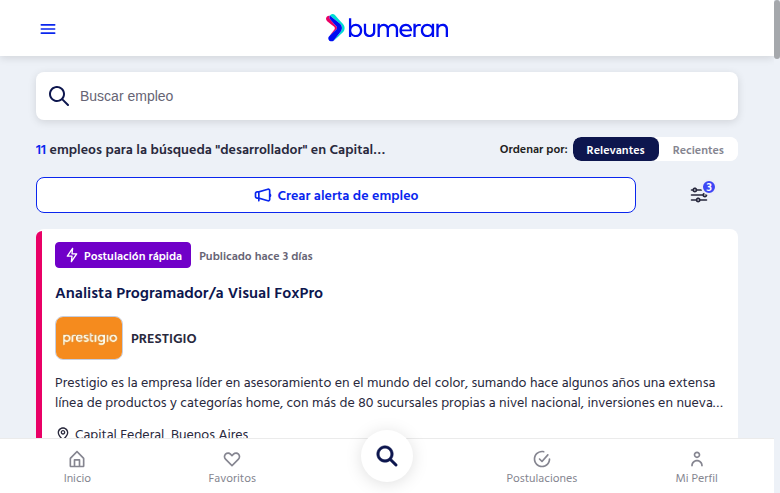 bumeran
Buscar empleo
11 empleos para la búsqueda "desarrollador" en Capital...
Ordenar por:
Relevantes
Recientes
Crear alerta de empleo
3
Postulación rápida
Publicado hace 3 días
Analista Programador/a Visual FoxPro
prestigio
PRESTIGIO
Prestigio es la empresa líder en asesoramiento en el mundo del color, sumando hace algunos años una extensa
línea de productos y categorías home, con más de 80 sucursales propias a nivel nacional, inversiones en nueva...
Capital Federal, Buenos Aires
Inicio
Favoritos
Postulaciones
Mi Perfil